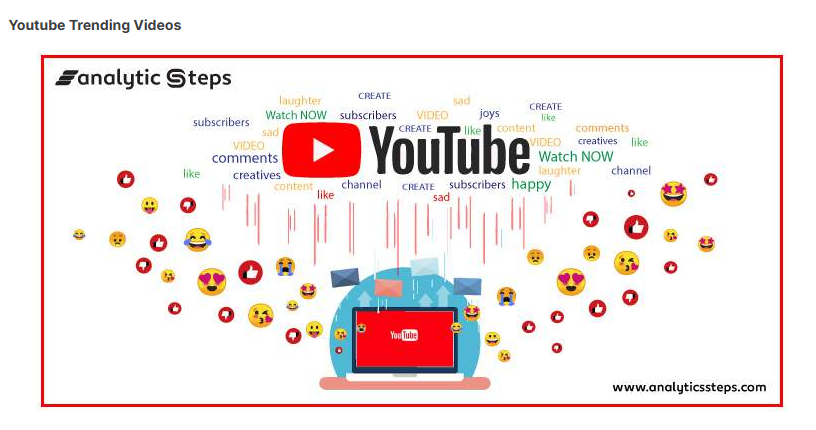 Youtube Trending Videos
analytic Steps
laughter CREATE sad CREATE
Watch NOW subscribers VIDEO joys like
subscribers sad CREATE like content comments
VIDEO YouTube VIDEO creatives like
comments Watch NOW
like creatives laughter channel
content channel CREATE subscribers happy
like sad
YouTube
www.analyticssteps.com